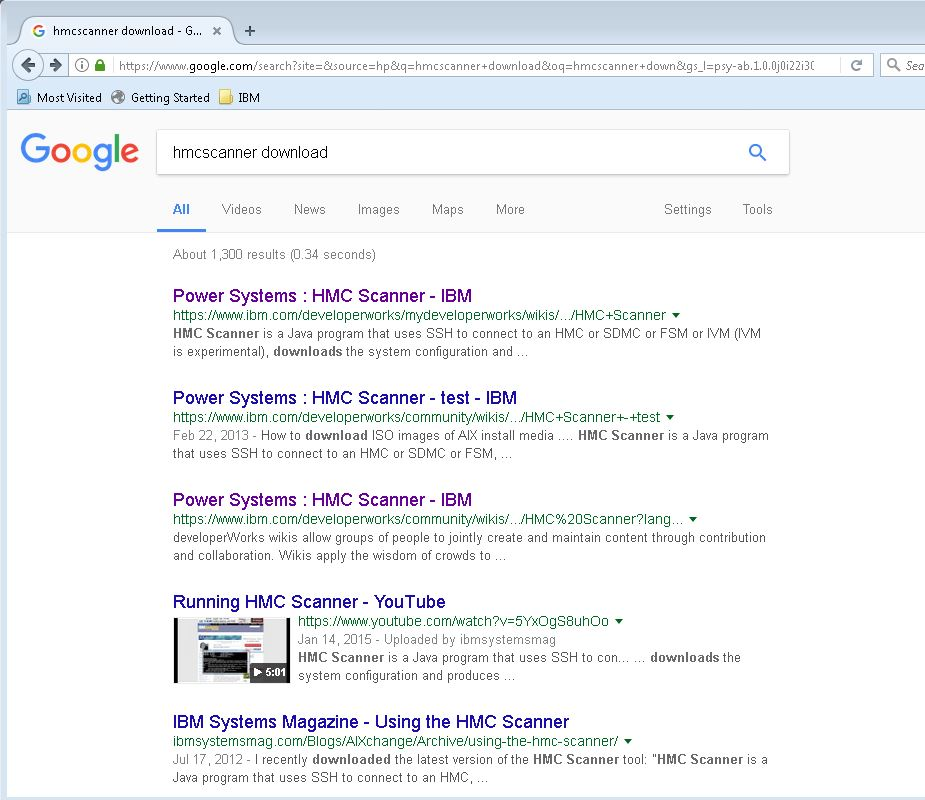 hmcscanner download - G...
https://www.google.com/search?site=&source=hp&q=hmcscanner+download&oq=hmcscanner+down&gs_l=psy-ab.1.0.0j0i22i30
Sea
Most Visited Getting Started IBM
Google hmcscanner download
All Videos News Images Maps More Settings Tools
About 1,300 results (0.34 seconds)
Power Systems : HMC Scanner - IBM
https://www.ibm.com/developerworks/mydeveloperworks/wikis/.../HMC+Scanner
HMC Scanner is a Java program that uses SSH to connect to an HMC or SDMC or FSM or IVM (IVM
is experimental), downloads the system configuration and ...
Power Systems : HMC Scanner - test - IBM
https://www.ibm.com/developerworks/community/wikis/.../HMC+Scanner+-+test
Feb 22, 2013 - How to download ISO images of AIX install media .... HMC Scanner is a Java program
that uses SSH to connect to an HMC or SDMC or FSM, ...
Power Systems : HMC Scanner - IBM
https://www.ibm.com/developerworks/community/wikis/.../HMC%20Scanner?lang...
developerWorks wikis allow groups of people to jointly create and maintain content through contribution
and collaboration. Wikis apply the wisdom of crowds to ...
Running HMC Scanner - YouTube
https://www.youtube.com/watch?v=5YxOgS8uhOo
Jan 14, 2015 - Uploaded by ibmsystemsmag
HMC Scanner is a Java program that uses SSH to con... ... downloads the
5:01
system configuration and produces ...
IBM Systems Magazine - Using the HMC Scanner
ibmsystemsmag.com/Blogs/AIXchange/Archive/using-the-hmc-scanner/
Jul 17, 2012 - I recently downloaded the latest version of the HMC Scanner tool: "HMC Scanner is a
Java program that uses SSH to connect to an HMC, ...